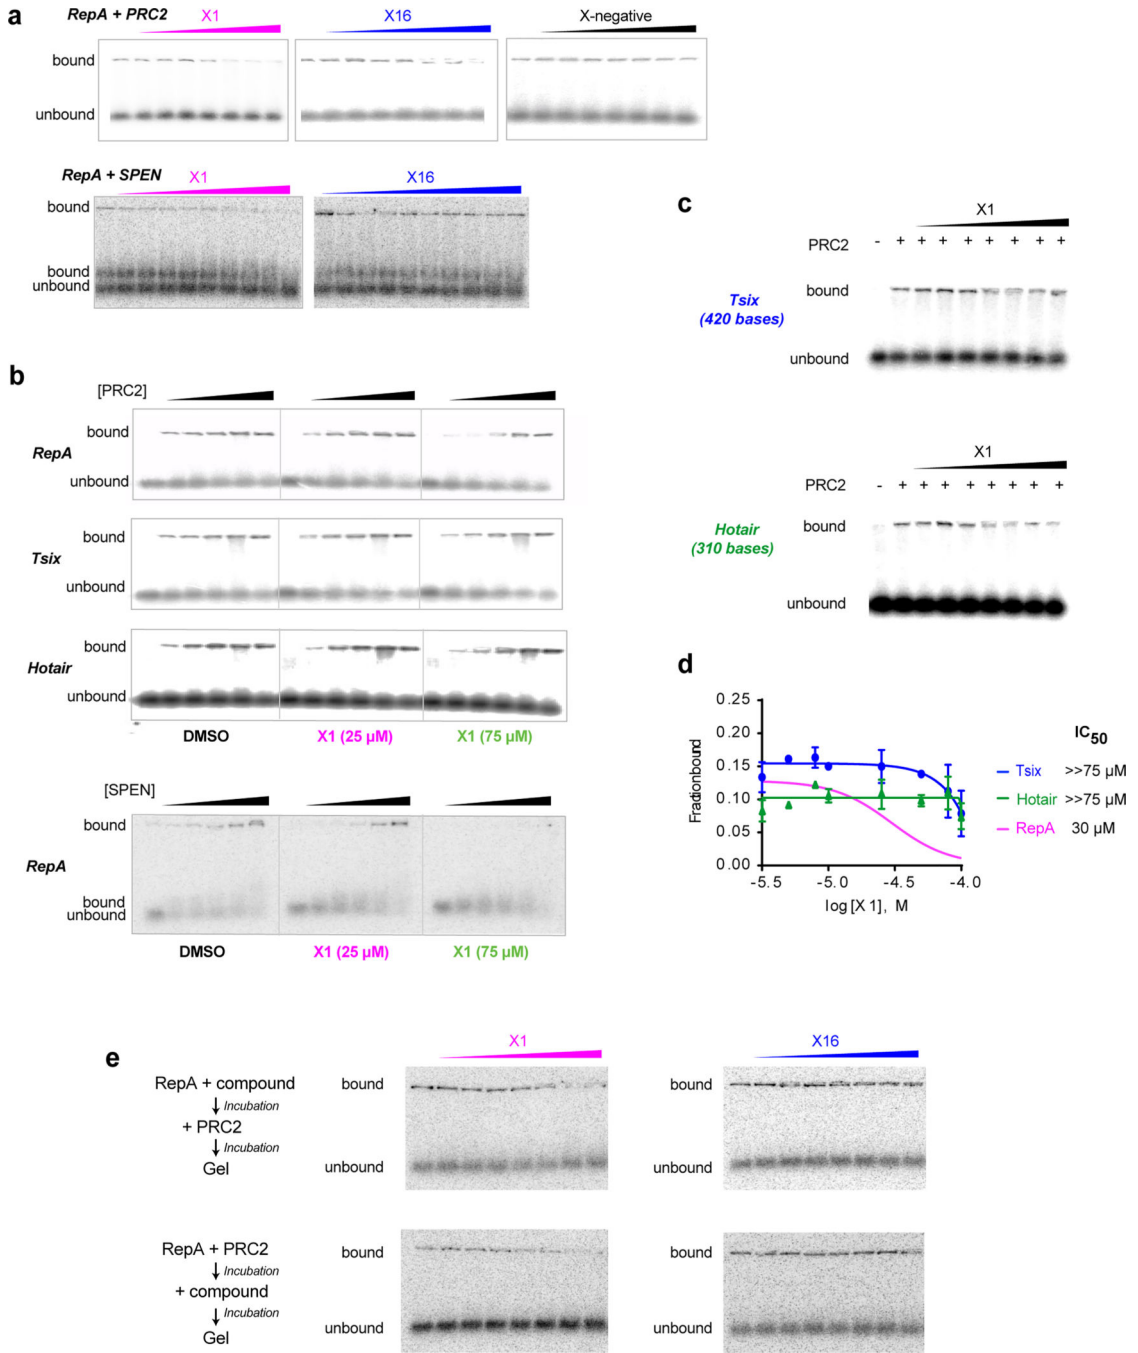 a
RepA + PRC2
X1
X16
X-negative
bound
unbound
RepA + SPEN
X1
X16
bound
bound
unbound
b
[PRC2]
bound
RepA
unbound
bound
Tsix
unbound
bound
Hotair
unbound
DMSO
X1 (25 µM)
X1 (75 µM)
[SPEN]
bound
RepA
bound
unbound
DMSO
X1 (25 µM)
X1 (75 µM)
c
X1
PRC2 - + + + + + + + +
bound
Tsix
(420 bases)
unbound
X1
PRC2 - + + + + + + + +
bound
Hotair
(310 bases)
unbound
d
0.25
0.20
0.15
0.10
0.05
0.00
Fractionbound
-5.5 -5.0 -4.5 -4.0
log [X 1], M
IC50
Tsix >>75 µM
Hotair >>75 µM
RepA 30 µM
e
X1
X16
RepA + compound
Incubation
+ PRC2
Incubation
Gel
bound
unbound
bound
unbound
RepA + PRC2
Incubation
+ compound
Incubation
Gel
bound
unbound
bound
unbound